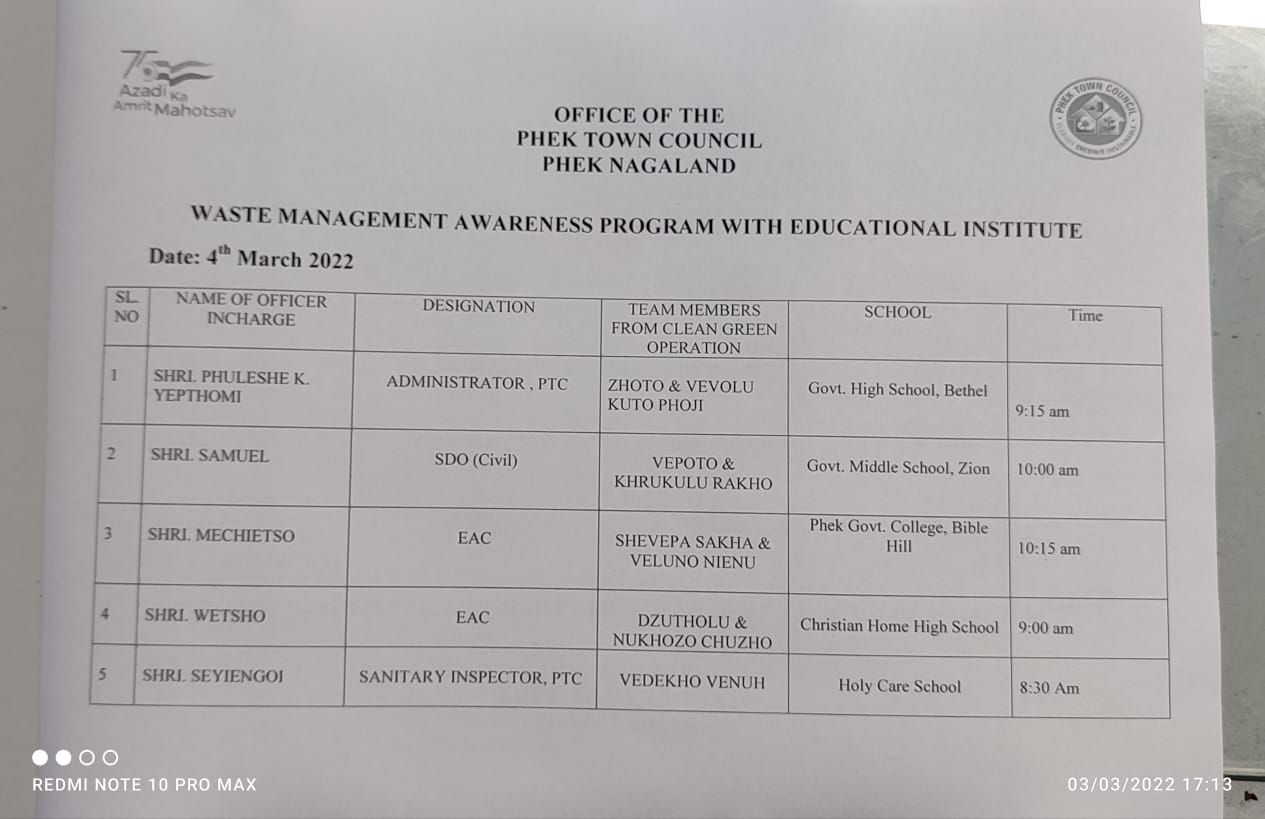 75
Azadi Ka
Amrit Mahotsav
OFFICE OF THE
PHEK TOWN COUNCIL
PHEK NAGALAND
PHEK TOWN COUNCIL
WASTE MANAGEMENT AWARENESS PROGRAM WITH EDUCATIONAL INSTITUTE
Date: 4th March 2022
SL. NO
NAME OF OFFICER
INCHARGE
DESIGNATION
TEAM MEMBERS
FROM CLEAN GREEN
OPERATION
SCHOOL
Time
1
SHRI. PHULESHE K.
YEPTHOMI
ADMINISTRATOR , PTC
ZHOTO & VEVOLU
KUTO PHOJI
Govt. High School, Bethel
9:15 am
2
SHRI. SAMUEL
SDO (Civil)
VEPOTO &
KHRUKULU RAKHO
Govt. Middle School, Zion
10:00 am
3
SHRI. MECHIETSO
EAC
SHEVEPA SAKHA &
VELUNO NIENU
Phek Govt. College, Bible
Hill
10:15 am
4
SHRI. WETSHO
EAC
DZUTHOLU &
NUKHOZO CHUZHO
Christian Home High School
9:00 am
5
SHRI. SEYIENGOI
SANITARY INSPECTOR, PTC
VEDEKHO VENUH
Holy Care School
8:30 Am
REDMI NOTE 10 PRO MAX
03/03/2022 17:13